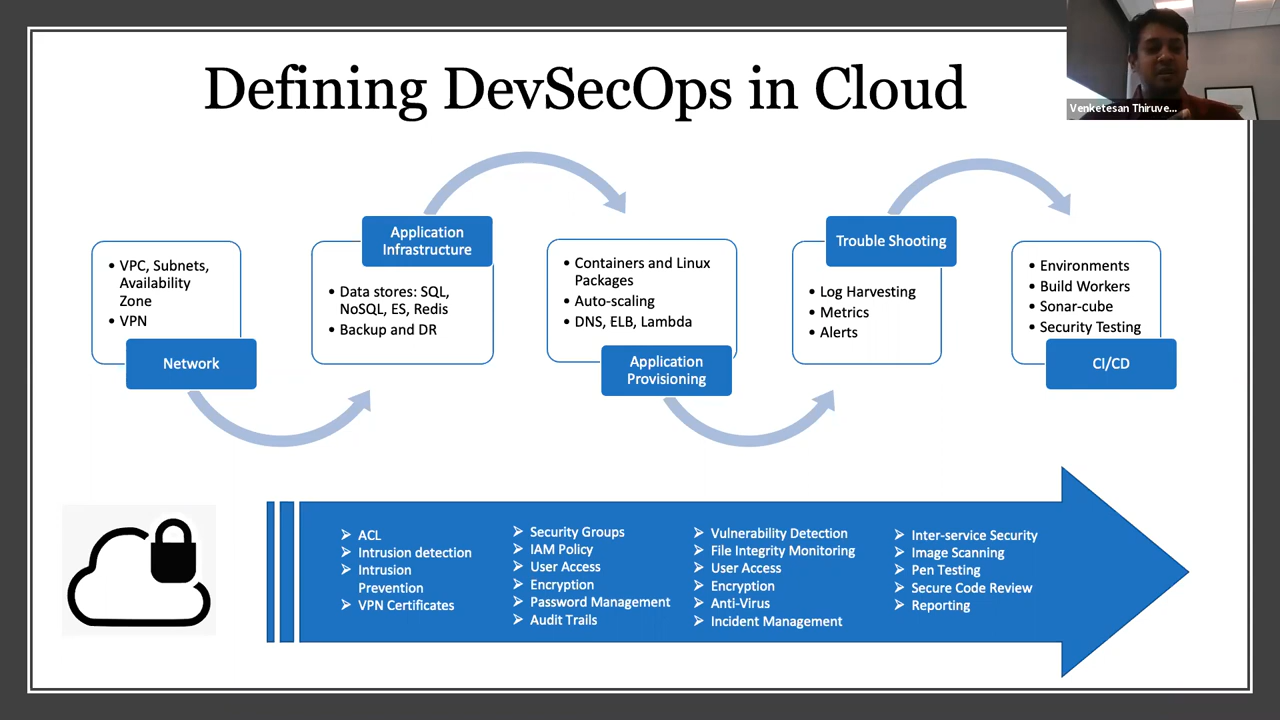 Defining DevSecOps in Cloud
Venketesan Thiruve...
VPC, Subnets,
Availability
Zone
VPN
Network
Application
Infrastructure
Data stores: SQL,
NoSQL, ES, Redis
Backup and DR
Containers and Linux
Packages
Auto-scaling
DNS, ELB, Lambda
Application
Provisioning
Trouble Shooting
Log Harvesting
Metrics
Alerts
Environments
Build Workers
Sonar-cube
Security Testing
CI/CD
ACL
Intrusion detection
Intrusion
Prevention
VPN Certificates
Security Groups
IAM Policy
User Access
Encryption
Password Management
Audit Trails
Vulnerability Detection
File Integrity Monitoring
User Access
Encryption
Anti-Virus
Incident Management
Inter-service Security
Image Scanning
Pen Testing
Secure Code Review
Reporting